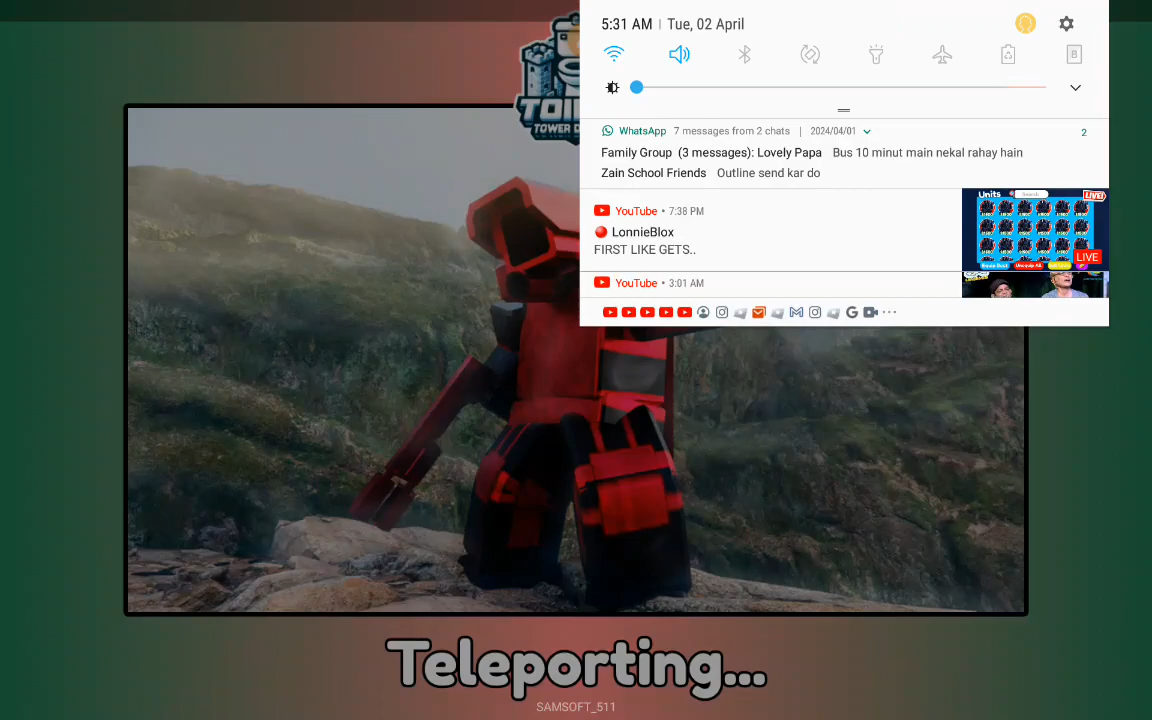 5:31 AM | Tue, 02 April
B
WhatsApp 7 messages from 2 chats | 2024/04/01
2
Family Group (3 messages): Lovely Papa Bus 10 minut main nekal rahay hain
Zain School Friends Outline send kar do
YouTube • 7:38 PM
LonnieBlox
FIRST LIKE GETS..
Units
Search
LIVE
LIVE
YouTube • 3:01 AM
TOIL
TOWER D
Teleporting...
SAMSOFT_511